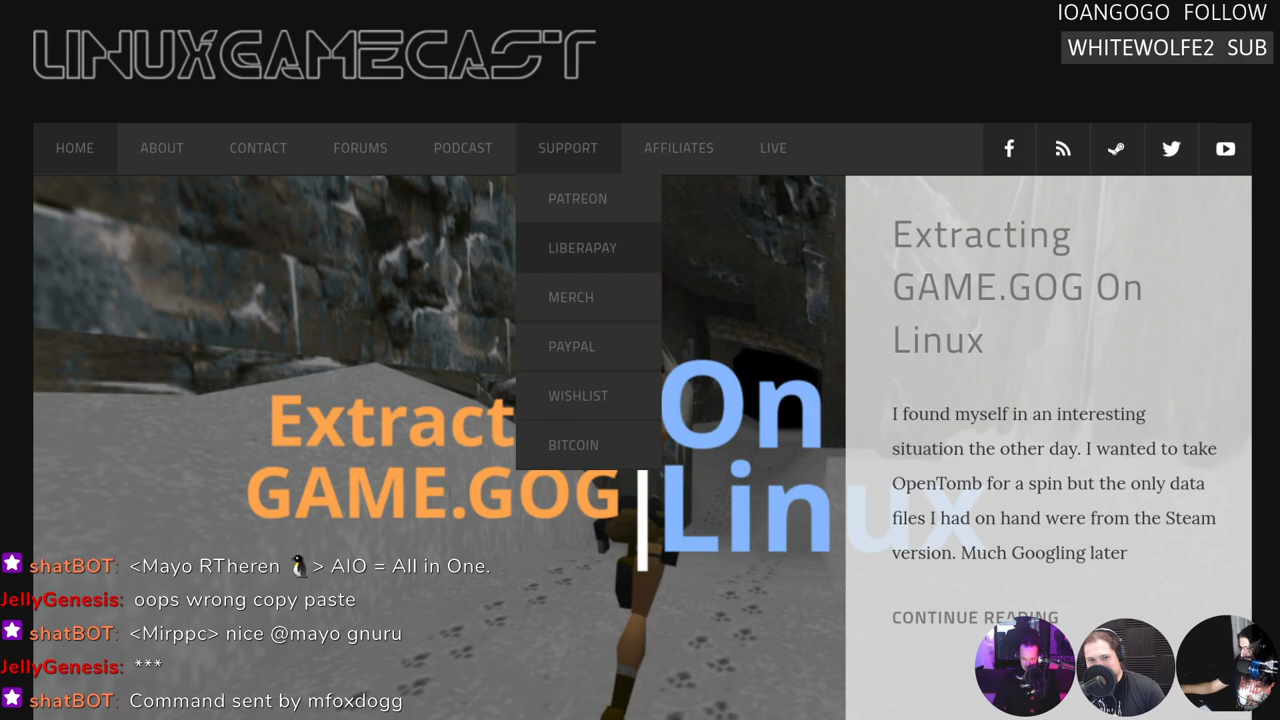 IOANGOGO FOLLOW
WHITEWOLFE2 SUB
LINUXGAMECAST
HOME ABOUT CONTACT FORUMS PODCAST SUPPORT AFFILIATES LIVE
PATREON
LIBERAPAY
MERCH
PAYPAL
WISHLIST
BITCOIN
Extract
GAME.GOG
On
Linux
Extracting
GAME.GOG On
Linux
I found myself in an interesting
situation the other day. I wanted to take
OpenTomb for a spin but the only data
files I had on hand were from the Steam
version. Much Googling later
CONTINUE READING
shatBOT: <Mayo RTheren 🐧> AIO = All in One.
JellyGenesis: oops wrong copy paste
shatBOT: <Mirppc> nice @mayo gnuru
JellyGenesis: ***
shatBOT: Command sent by mfoxdogg